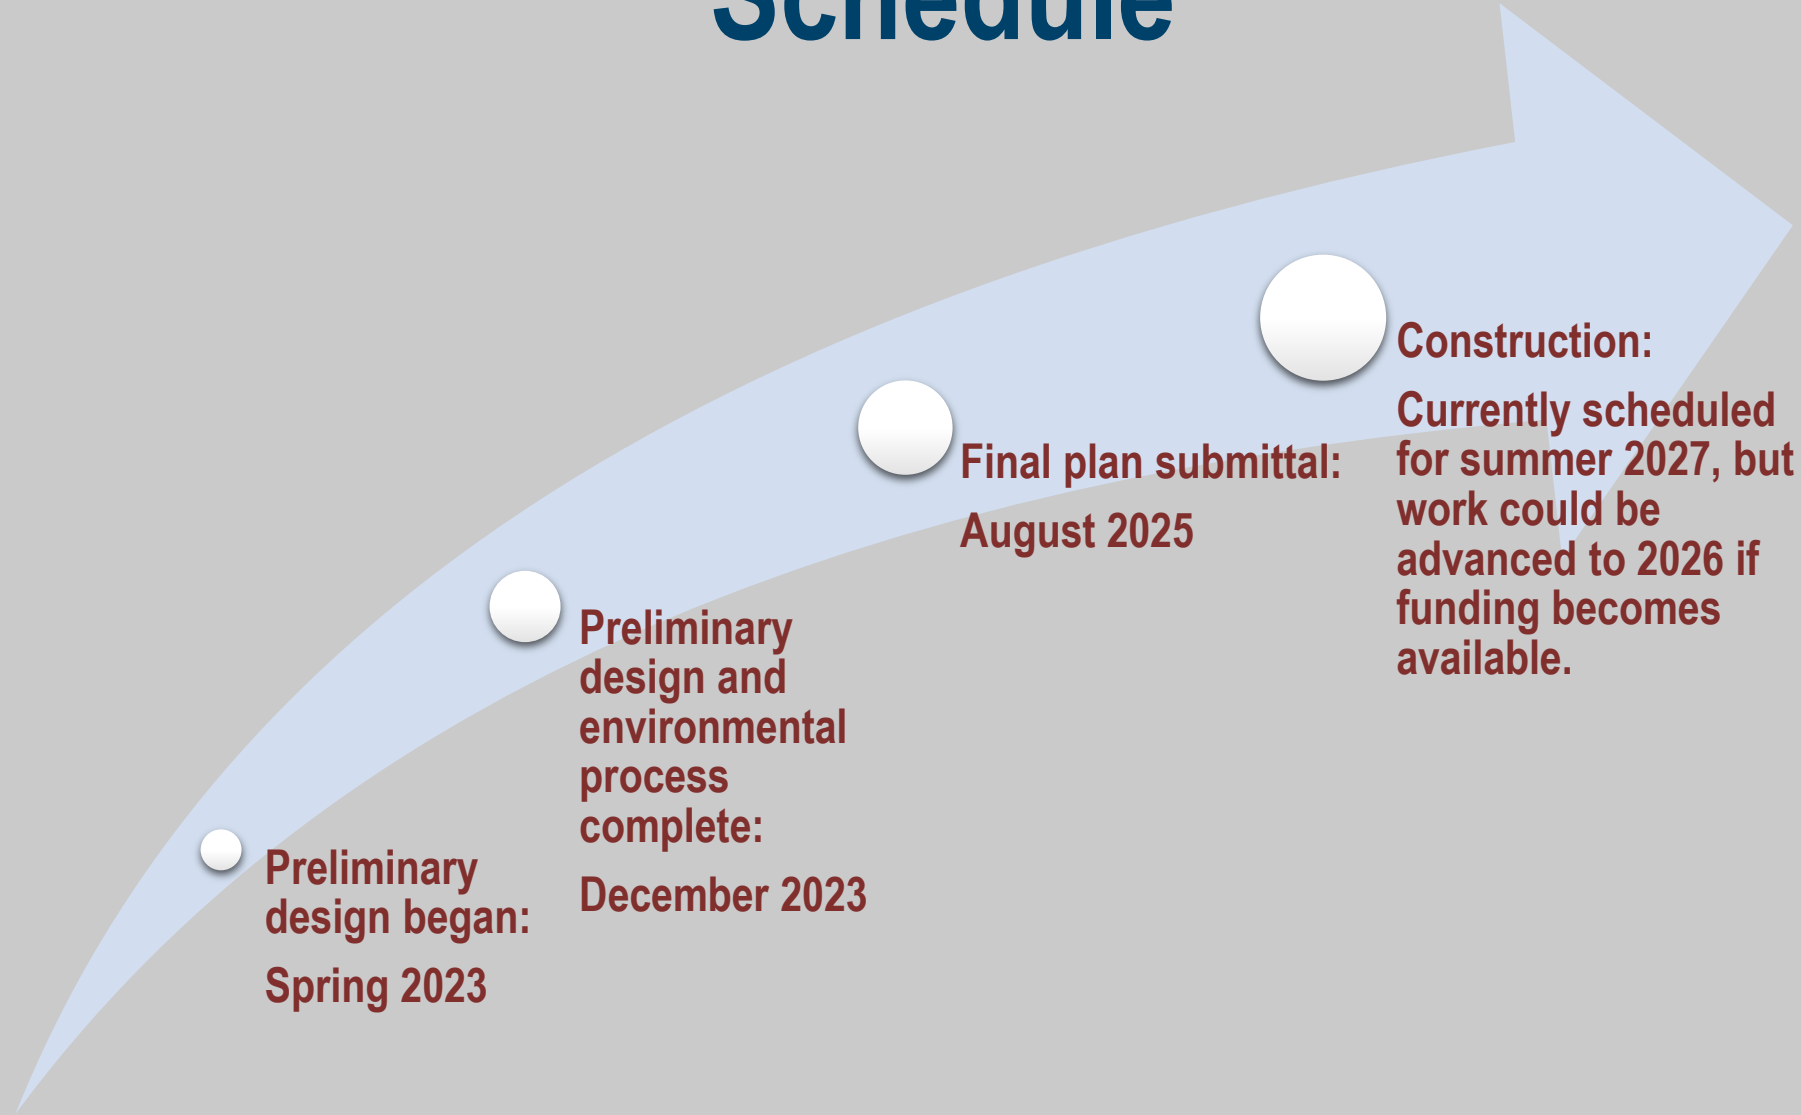 Schedule
Preliminary
design began:
Spring 2023
Preliminary
design and
environmental
process
complete:
December 2023
Final plan submittal:
August 2025
Construction:
Currently scheduled
for summer 2027, but
work could be
advanced to 2026 if
funding becomes
available.